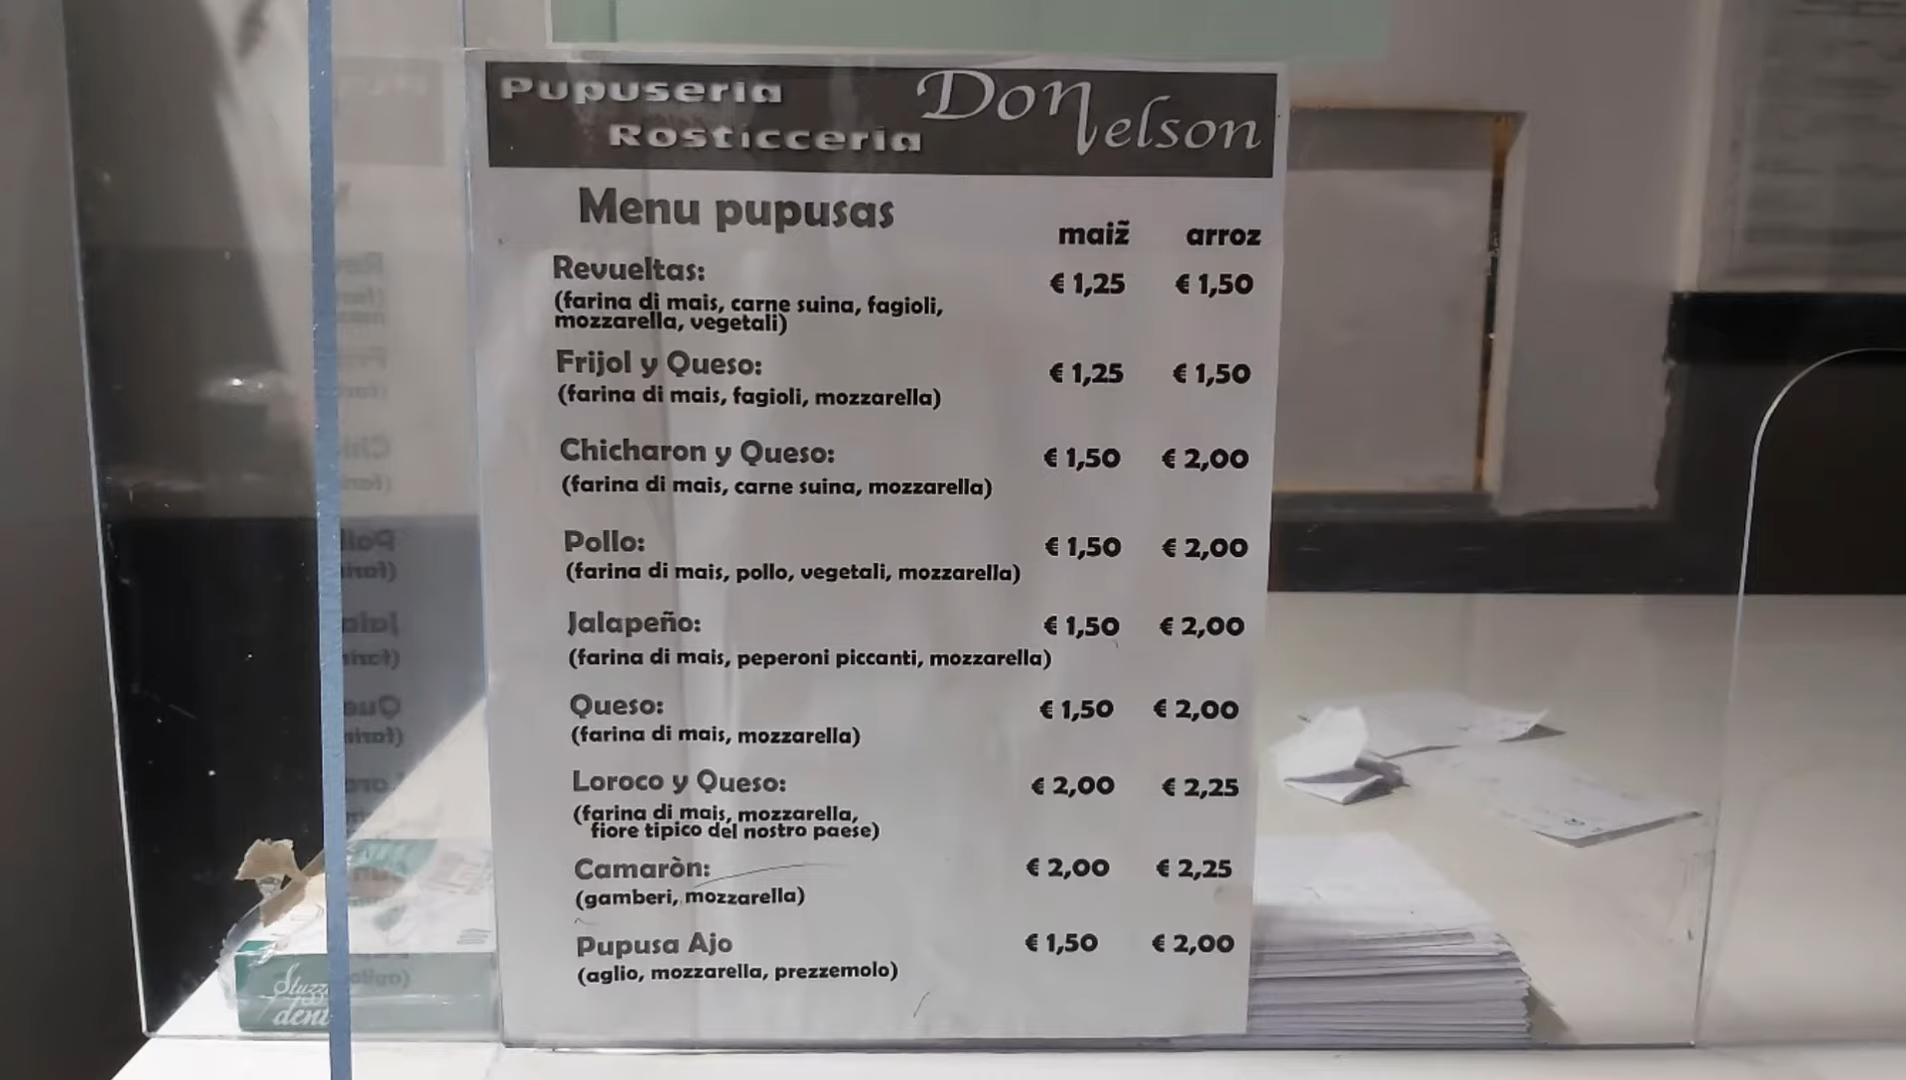 Pupuseria
Rosticceria
Don Nelson
Menu pupusas
maiz̃ arroz
Revueltas: € 1,25 € 1,50
(farina di mais, carne suina, fagioli,
mozzarella, vegetali)
Frijol y Queso: € 1,25 € 1,50
(farina di mais, fagioli, mozzarella)
Chicharon y Queso: € 1,50 € 2,00
(farina di mais, carne suina, mozzarella)
Pollo: € 1,50 € 2,00
(farina di mais, pollo, vegetali, mozzarella)
Jalapeño: € 1,50 € 2,00
(farina di mais, peperoni piccanti, mozzarella)
Queso: € 1,50 € 2,00
(farina di mais, mozzarella)
Loroco y Queso: € 2,00 € 2,25
(farina di mais, mozzarella,
fiore tipico del nostro paese)
Camaròn: € 2,00 € 2,25
(gamberi, mozzarella)
Pupusa Ajo € 1,50 € 2,00
(aglio, mozzarella, prezzemolo)